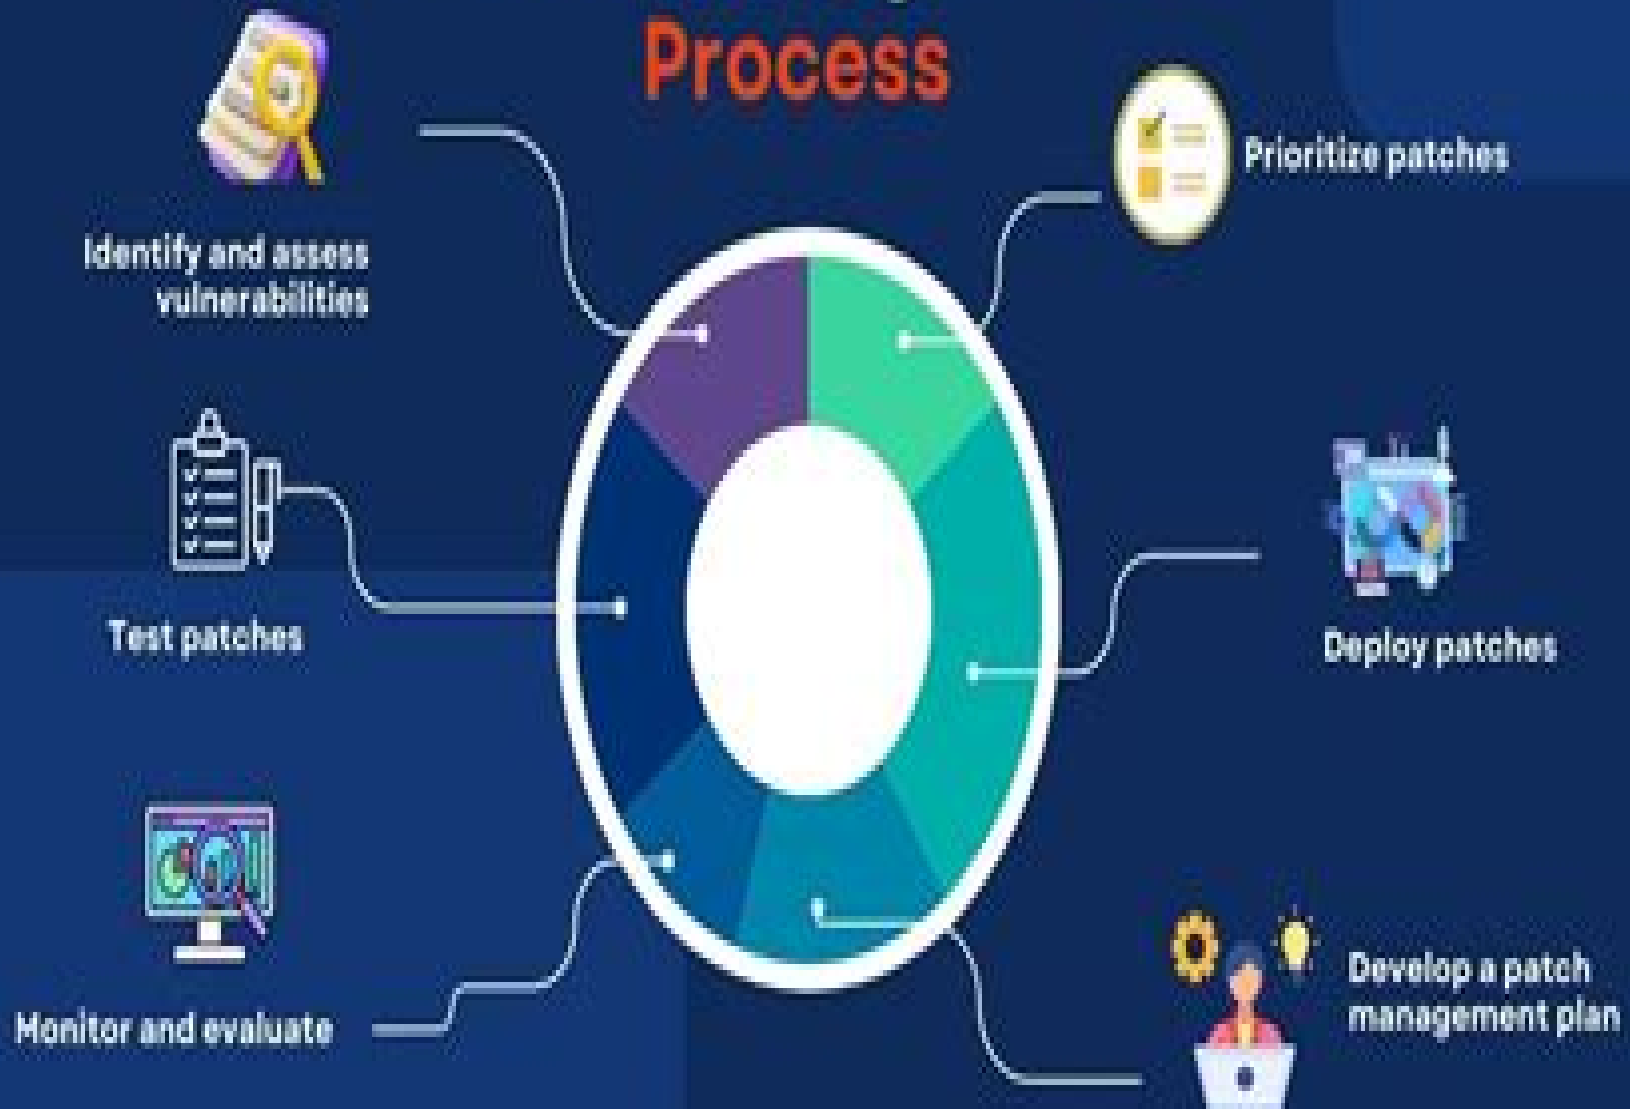 Process
Prioritize patches
Identify and assess
vulnerabilities
Test patches
Deploy patches
Develop a patch
management plan
Monitor and evaluate